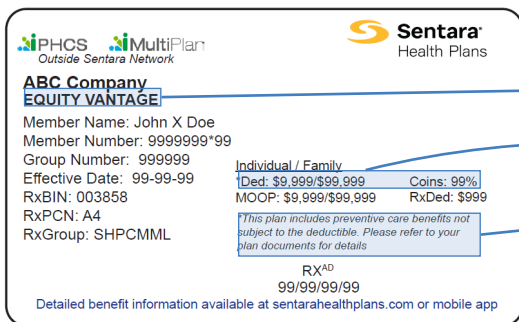 PHCS MultiPlan
Outside Sentara Network
Sentara
Health Plans
ABC Company
EQUITY VANTAGE
Member Name: John X Doe
Member Number: 9999999*99
Group Number: 999999
Effective Date: 99-99-99
RxBIN: 003858
RxPCN: A4
RxGroup: SHPCMML
Individual / Family
*Ded: $9,999/$99,999 Coins: 99%
MOOP: $9,999/$99,999 RxDed: $999
*This plan includes preventive care benefits not
subject to the deductible. Please refer to your
plan documents for details
RX^AD
99/99/99/99
Detailed benefit information available at sentarahealthplans.com or mobile app